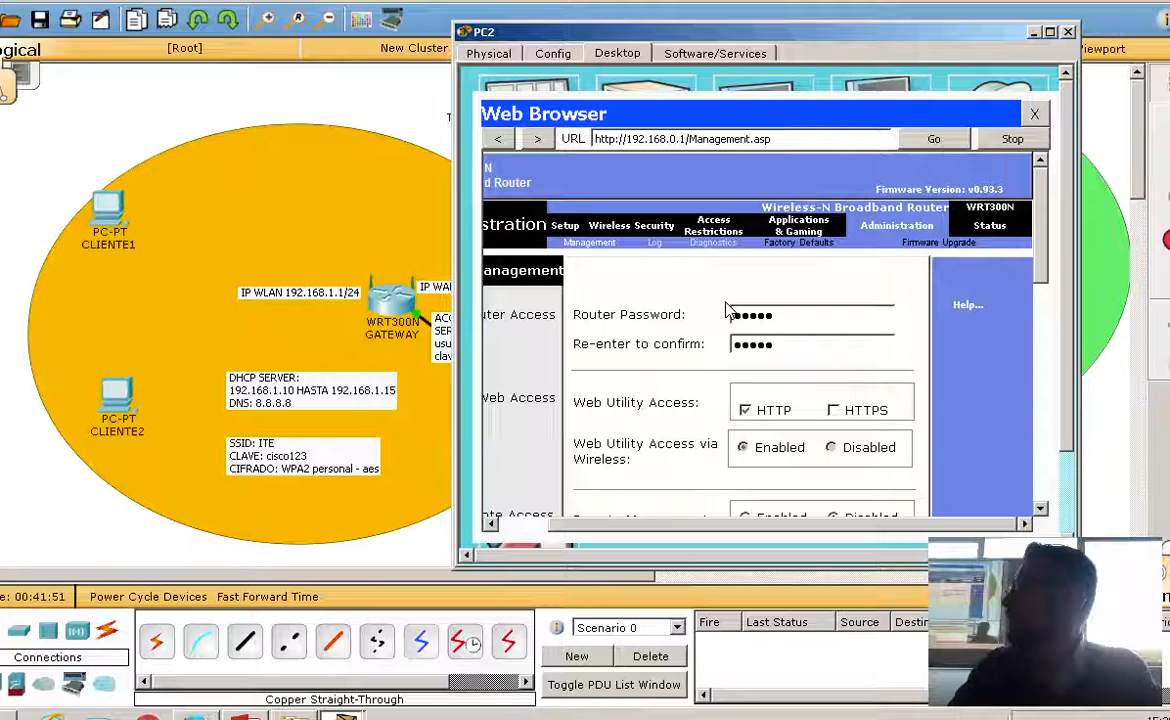 ogical
[Root]
New Cluster
Viewport
PC2
Physical
Config
Desktop
Software/Services
Web Browser
X
<
>
URL
http://192.168.0.1/Management.asp
Go
Stop
N
d Router
Firmware Version: v0.93.3
Wireless-N Broadband Router
WRT300N
stration
Setup
Wireless
Security
Access Restrictions
Applications & Gaming
Administration
Status
Management
Log
Diagnostics
Factory Defaults
Firmware Upgrade
anagement
uter Access
Router Password:
●●●●●
Re-enter to confirm:
●●●●●
Help...
Web Access
Web Utility Access:
HTTP
HTTPS
Web Utility Access via
Wireless:
Enabled
Disabled
PC-PT
CLIENTE1
IP WLAN 192.168.1.1/24
IP WA
WRT300N
GATEWAY
ACC
SER
usu
clav
DHCP SERVER:
192.168.1.10 HASTA 192.168.1.15
DNS: 8.8.8.8
PC-PT
CLIENTE2
SSID: ITE
CLAVE: cisco123
CIFRADO: WPA2 personal - aes
e: 00:41:51
Power Cycle Devices
Fast Forward Time
Connections
Copper Straight-Through
Scenario 0
New
Delete
Toggle PDU List Window
Fire
Last Status
Source
Destin